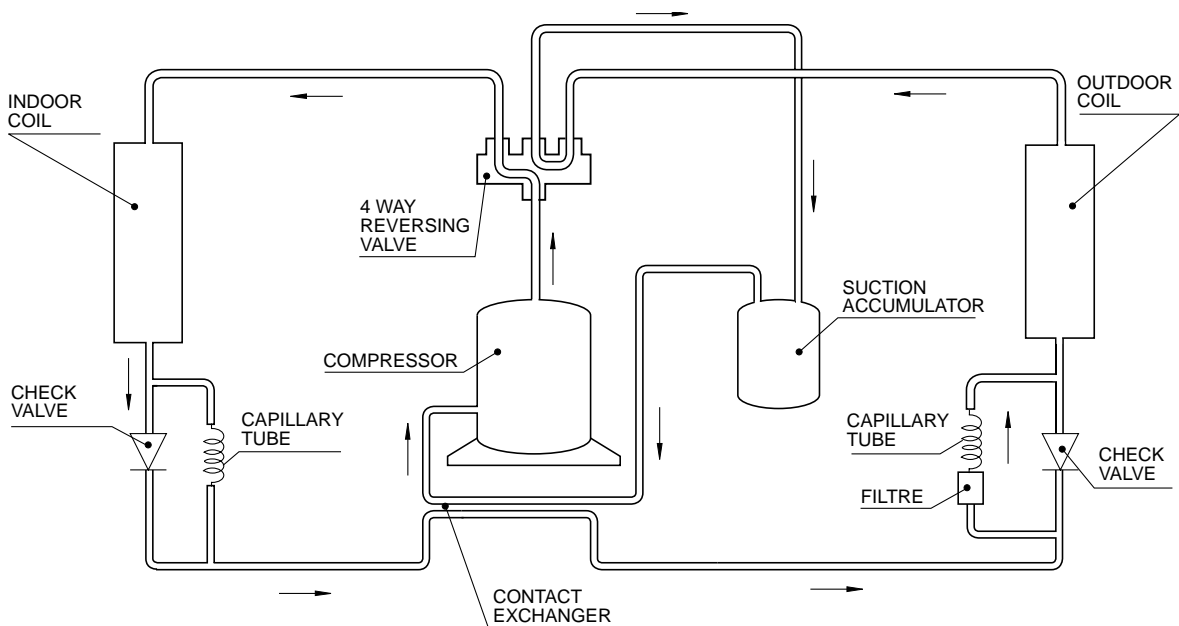 INDOOR
COIL
OUTDOOR
COIL
4 WAY
REVERSING
VALVE
SUCTION
ACCUMULATOR
COMPRESSOR
CHECK
VALVE
CAPILLARY
TUBE
CAPILLARY
TUBE
CHECK
VALVE
FILTRE
CONTACT
EXCHANGER